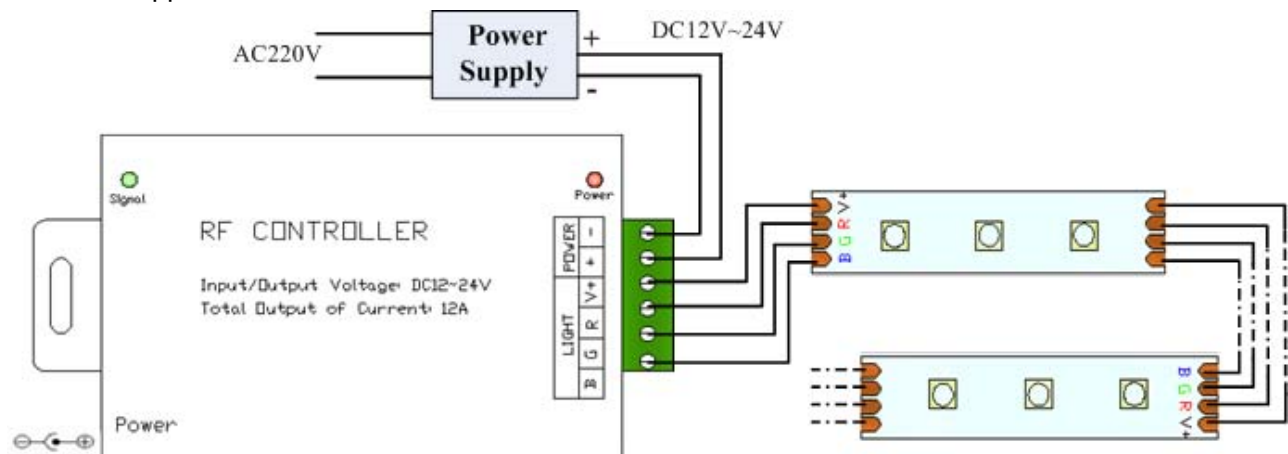 AC220V
Power
Supply
+
-
DC12V~24V
Signal
Power
RF CONTROLLER
Input/Output Voltage: DC12~24V
Total Output of Current: 12A
POWER
-
+
LIGHT
V+
R
G
B
Power
V+
R
G
B
B
G
R
V+